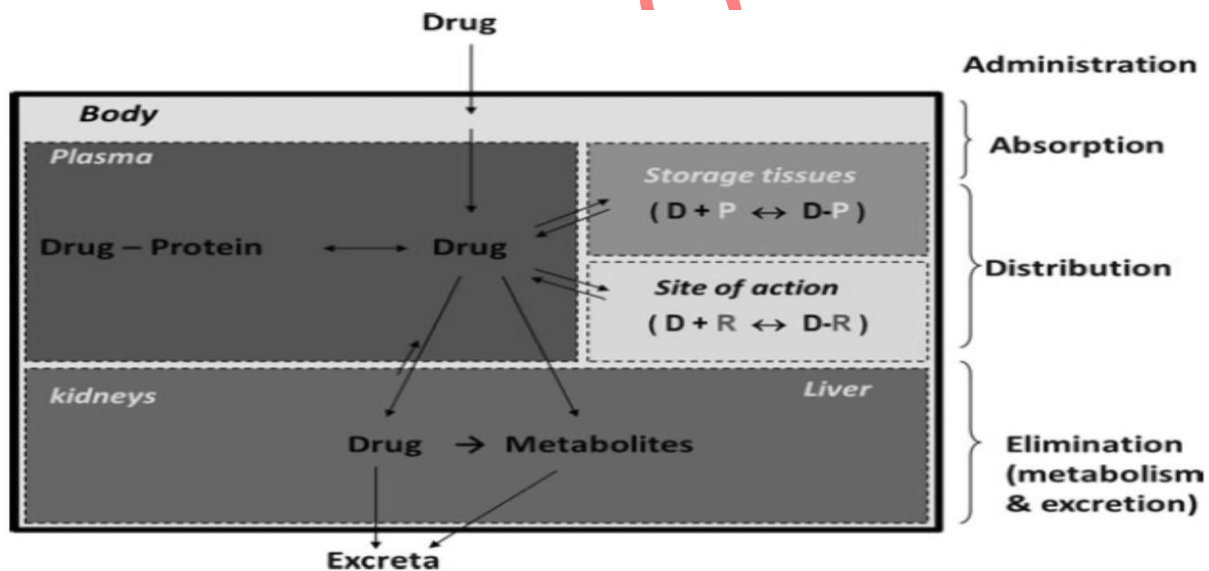 Drug
Administration
Body
Absorption
Plasma
Storage tissues
( D + P ↔ D-P )
Drug – Protein
Drug
Distribution
Site of action
( D + R ↔ D-R )
kidneys
Liver
Drug → Metabolites
Elimination
(metabolism
& excretion)
Excreta